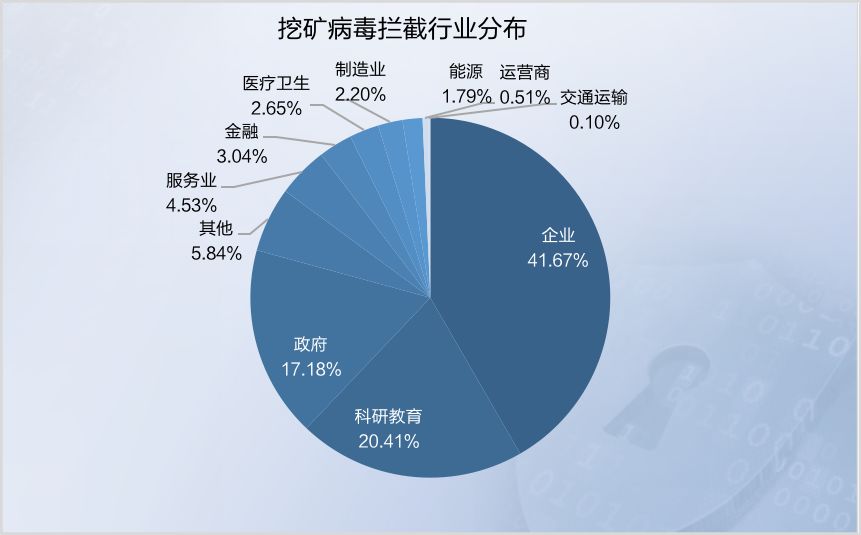 挖矿病毒拦截行业分布
企业
41.67%
科研教育
20.41%
政府
17.18%
其他
5.84%
服务业
4.53%
金融
3.04%
医疗卫生
2.65%
制造业
2.20%
能源
1.79%
运营商
0.51%
交通运输
0.10%